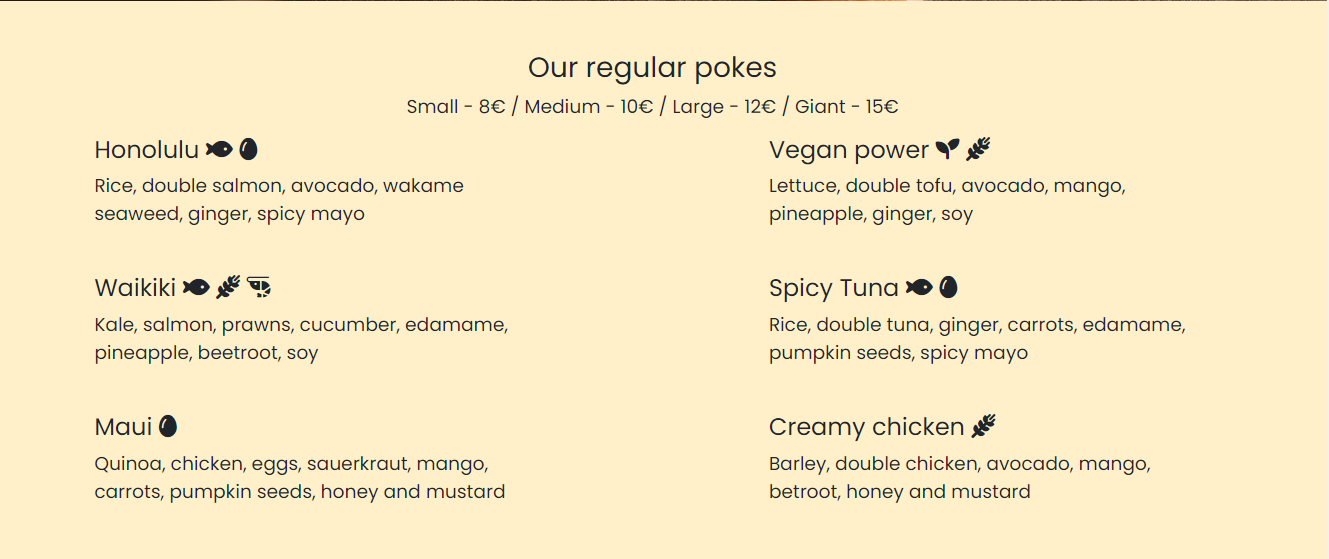 Our regular pokes
Small - 8€ / Medium - 10€ / Large - 12€ / Giant - 15€
Honolulu
Rice, double salmon, avocado, wakame
seaweed, ginger, spicy mayo
Vegan power
Lettuce, double tofu, avocado, mango,
pineapple, ginger, soy
Waikiki
Kale, salmon, prawns, cucumber, edamame,
pineapple, beetroot, soy
Spicy Tuna
Rice, double tuna, ginger, carrots, edamame,
pumpkin seeds, spicy mayo
Maui
Quinoa, chicken, eggs, sauerkraut, mango,
carrots, pumpkin seeds, honey and mustard
Creamy chicken
Barley, double chicken, avocado, mango,
betroot, honey and mustard